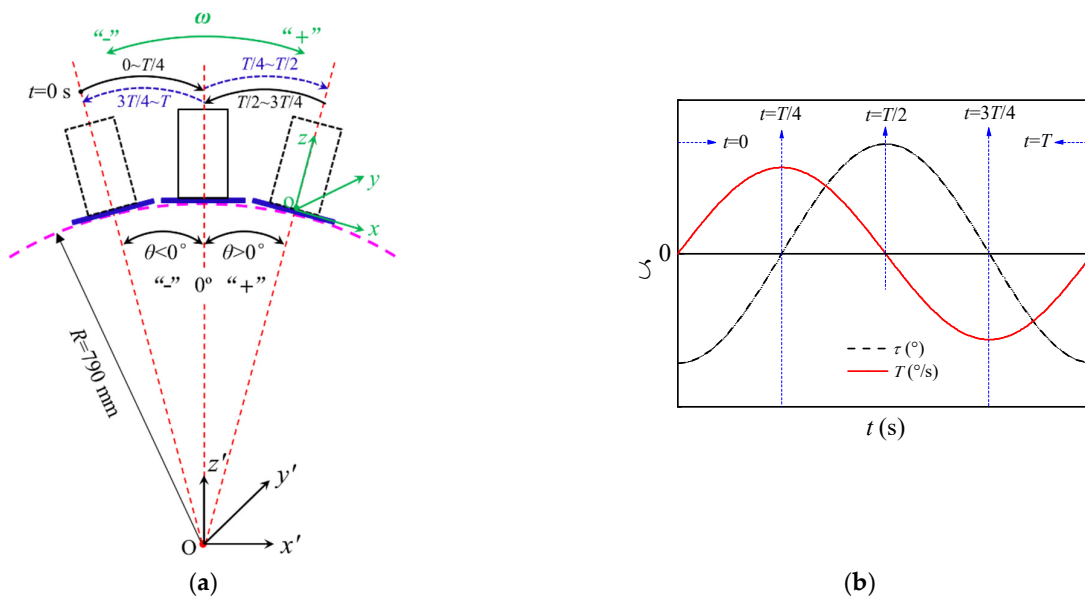 ω
“-” “+”
0~T/4 T/4~T/2
t=0 s 3T/4~T T/2~3T/4
z
y
o
x
θ<0° θ>0°
“-” 0º “+”
R=790 mm
z'
y'
O x'
(a)
t=T/4 t=T/2 t=3T/4
t=0 t=T
0
τ (°)
T (°/s)
t (s)
(b)